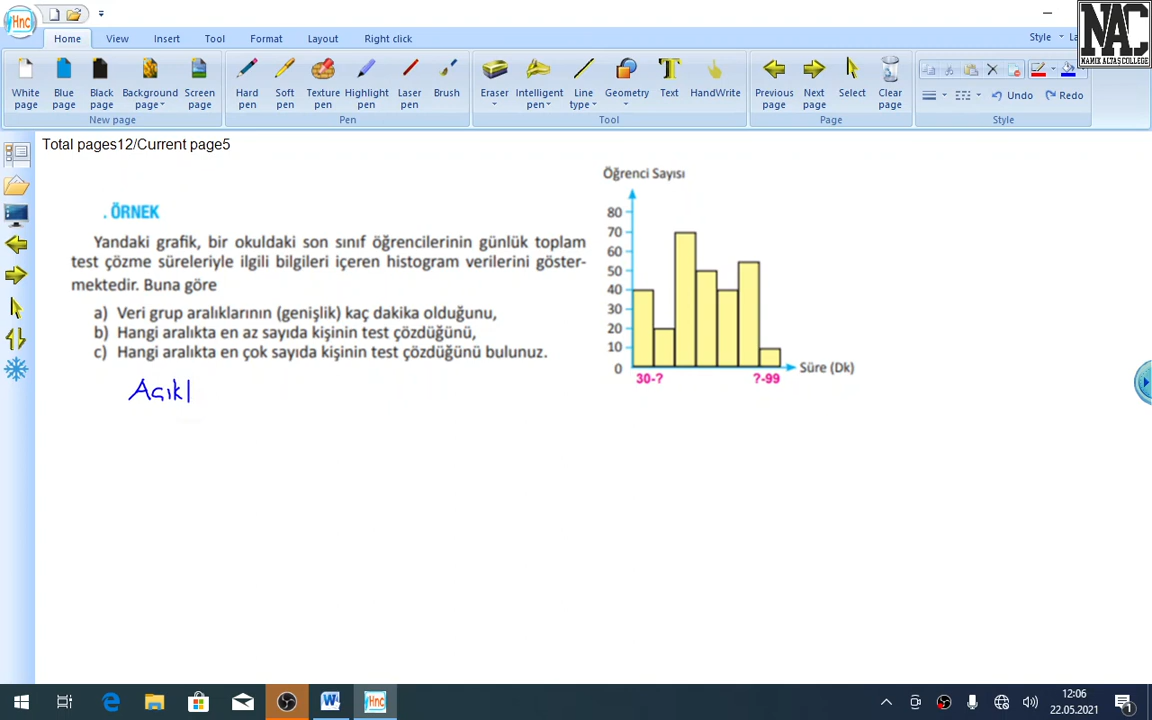 Hnc
NAC
KAMİK ALTAŞ COLLEGE
Home View Insert Tool Format Layout Right click
Style
White page
Blue page
Black page
Background page
Screen page
Hard pen
Soft pen
Texture pen
Highlight pen
Laser pen
Brush
Eraser
Intelligent pen
Line type
Geometry
Text
HandWrite
Previous page
Next page
Select
Clear page
Undo
Redo
New page
Pen
Tool
Page
Style
Total pages12/Current page5
. ÖRNEK
Yandaki grafik, bir okuldaki son sınıf öğrencilerinin günlük toplam
test çözme süreleriyle ilgili bilgileri içeren histogram verilerini göster-
mektedir. Buna göre
a) Veri grup aralıklarının (genişlik) kaç dakika olduğunu,
b) Hangi aralıkta en az sayıda kişinin test çözdüğünü,
c) Hangi aralıkta en çok sayıda kişinin test çözdüğünü bulunuz.
Açıkl
Öğrenci Sayısı
80
70
60
50
40
30
20
10
0
Süre (Dk)
30-?
?-99
Hnc
12:06
22.05.2021
1